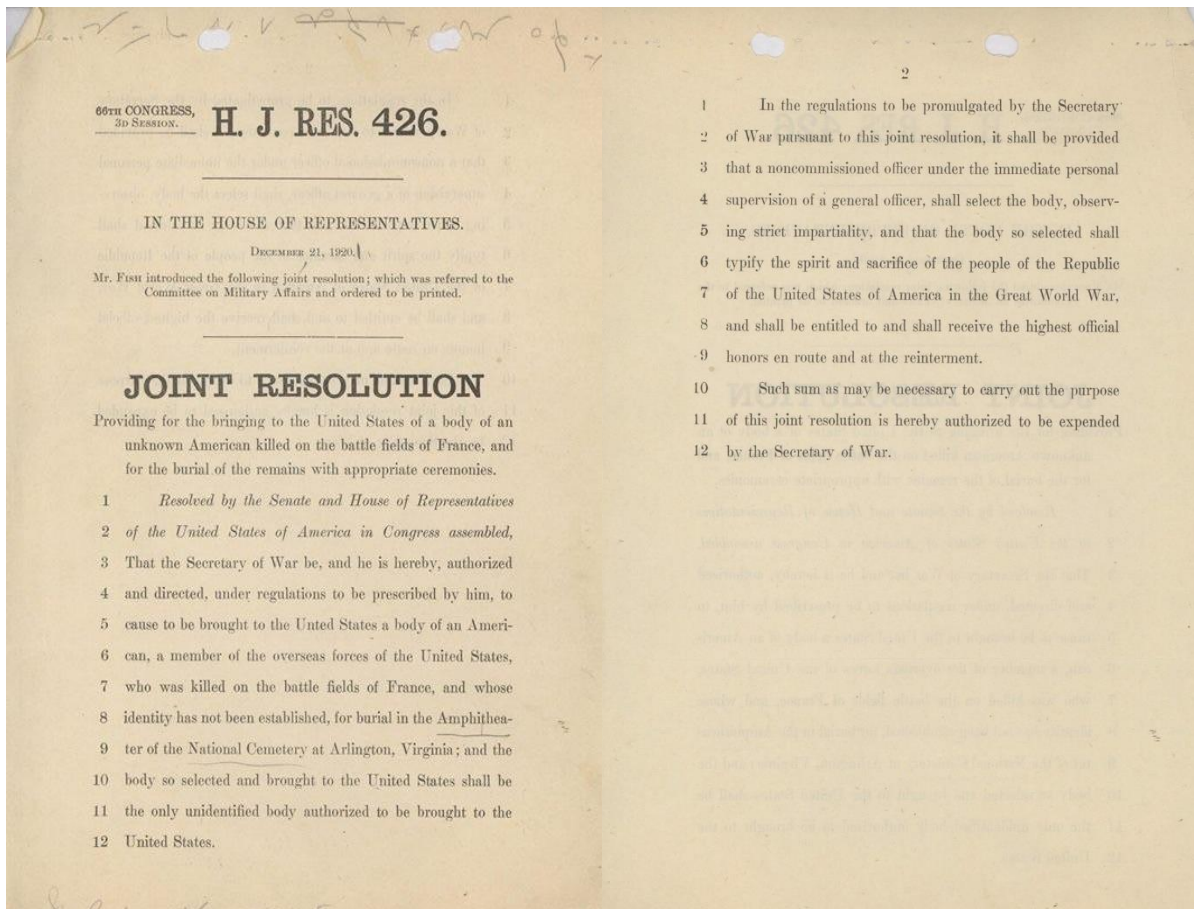 66TH CONGRESS,
3D SESSION.
H. J. RES. 426.
IN THE HOUSE OF REPRESENTATIVES.
DECEMBER 21, 1920.
Mr. FISH introduced the following joint resolution; which was referred to the
Committee on Military Affairs and ordered to be printed.
JOINT RESOLUTION
Providing for the bringing to the United States of a body of an
unknown American killed on the battle fields of France, and
for the burial of the remains with appropriate ceremonies.
1 Resolved by the Senate and House of Representatives
2 of the United States of America in Congress assembled,
3 That the Secretary of War be, and he is hereby, authorized
4 and directed, under regulations to be prescribed by him, to
5 cause to be brought to the Unted States a body of an Ameri-
6 can, a member of the overseas forces of the United States,
7 who was killed on the battle fields of France, and whose
8 identity has not been established, for burial in the Amphithea-
9 ter of the National Cemetery at Arlington, Virginia; and the
10 body so selected and brought to the United States shall be
11 the only unidentified body authorized to be brought to the
12 United States.
2
1 In the regulations to be promulgated by the Secretary
2 of War pursuant to this joint resolution, it shall be provided
3 that a noncommissioned officer under the immediate personal
4 supervision of a general officer, shall select the body, observ-
5 ing strict impartiality, and that the body so selected shall
6 typify the spirit and sacrifice of the people of the Republic
7 of the United States of America in the Great World War,
8 and shall be entitled to and shall receive the highest official
9 honors en route and at the reinterment.
10 Such sum as may be necessary to carry out the purpose
11 of this joint resolution is hereby authorized to be expended
12 by the Secretary of War.